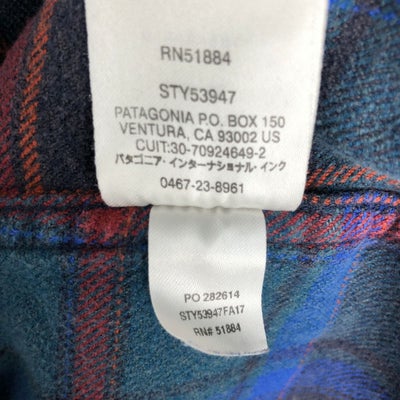 RN51884
STY53947
PATAGONIA P.O. BOX 150
VENTURA, CA 93002 US
CUIT:30-70924649-2
パタゴニア・インターナショナル・インク
0467-23-8961
PO 282614
STY53947FA17
RN# 51884